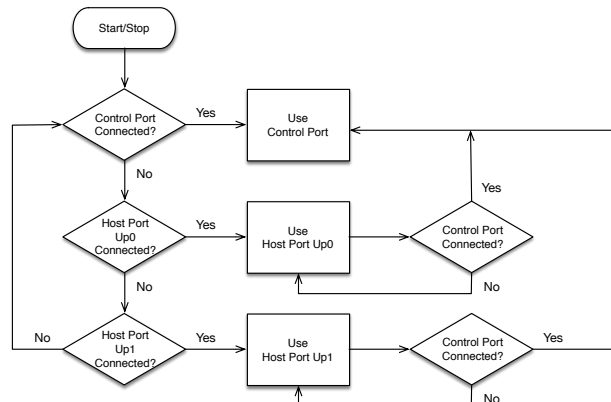 Start/Stop
Control Port
Connected?
Yes
Use
Control Port
No
Yes
Host Port
Up0
Connected?
Yes
Use
Host Port Up0
Control Port
Connected?
No
No
No
Host Port
Up1
Connected?
Yes
Use
Host Port Up1
Control Port
Connected?
Yes
No